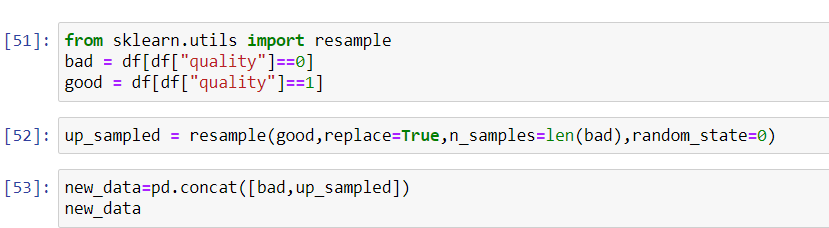 [51]: from sklearn.utils import resample
bad = df[df["quality"]==0]
good = df[df["quality"]==1]
[52]: up_sampled = resample(good,replace=True,n_samples=len(bad),random_state=0)
[53]: new_data=pd.concat([bad,up_sampled])
new_data